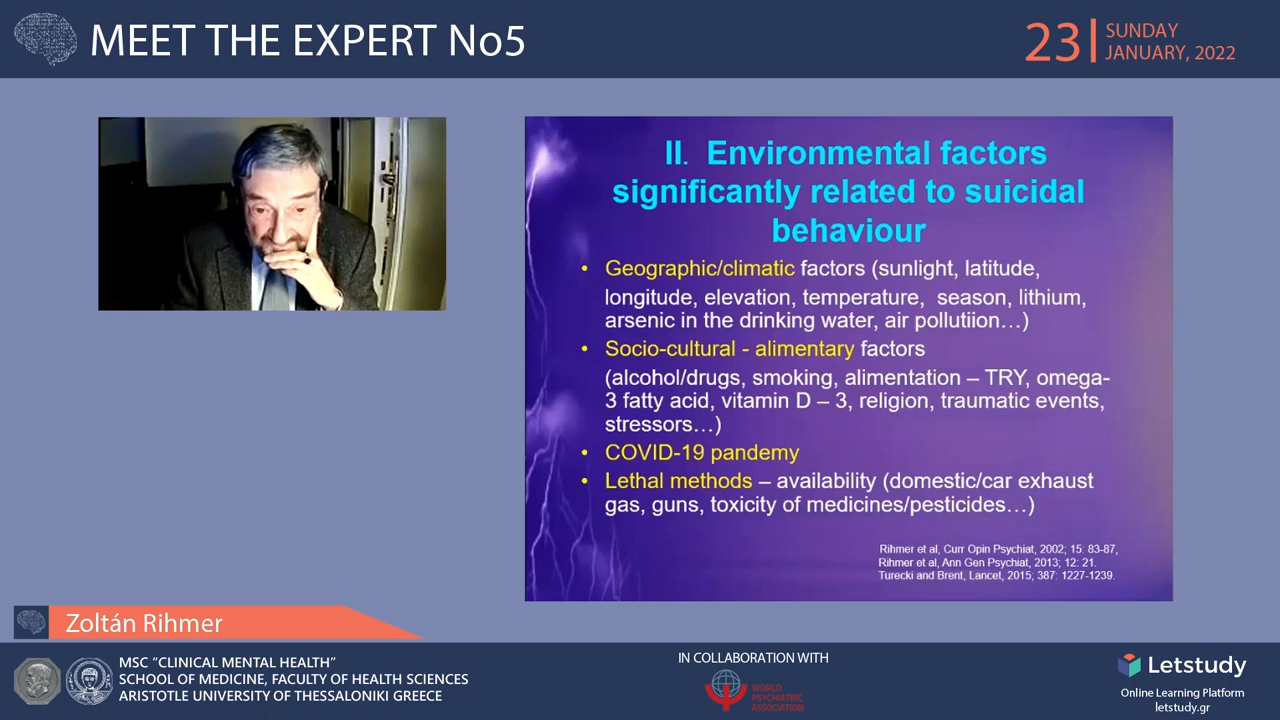 MEET THE EXPERT No5
23
SUNDAY
JANUARY, 2022
II. Environmental factors
significantly related to suicidal
behaviour
• Geographic/climatic factors (sunlight, latitude,
longitude, elevation, temperature, season, lithium,
arsenic in the drinking water, air pollutiion…)
• Socio-cultural - alimentary factors
(alcohol/drugs, smoking, alimentation – TRY, omega-
3 fatty acid, vitamin D – 3, religion, traumatic events,
stressors…)
• COVID-19 pandemy
• Lethal methods – availability (domestic/car exhaust
gas, guns, toxicity of medicines/pesticides…)
Rihmer et al, Curr Opin Psychiat, 2002; 15: 83-87,
Rihmer et al, Ann Gen Psychiat, 2013; 12: 21.
Turecki and Brent, Lancet, 2015; 387: 1227-1239.
Zoltán Rihmer
MSC “CLINICAL MENTAL HEALTH”
SCHOOL OF MEDICINE, FACULTY OF HEALTH SCIENCES
ARISTOTLE UNIVERSITY OF THESSALONIKI GREECE
IN COLLABORATION WITH
WORLD
PSYCHIATRIC
ASSOCIATION
Letstudy
Online Learning Platform
letstudy.gr